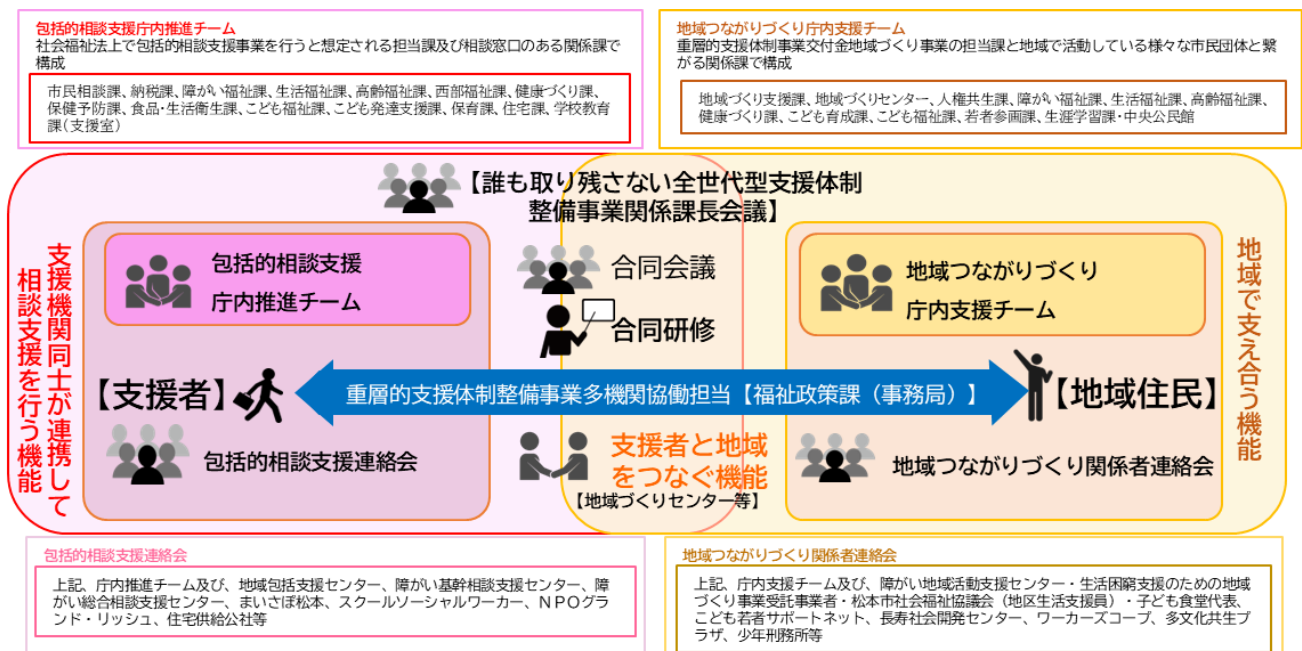 包括的相談支援庁内推進チーム
社会福祉法上で包括的相談支援事業を行うと想定される担当課及び相談窓口のある関係課で
構成
市民相談課、納税課、障がい福祉課、生活福祉課、高齢福祉課、西部福祉課、健康づくり課、
保健予防課、食品・生活衛生課、こども福祉課、こども発達支援課、保育課、住宅課、学校教育
課（支援室）
地域つながりづくり庁内支援チーム
重層的支援体制事業交付金地域づくり事業の担当課と地域で活動している様々な市民団体と繋
がる関係課で構成
地域づくり支援課、地域づくりセンター、人権共生課、障がい福祉課、生活福祉課、高齢福祉課、
健康づくり課、こども育成課、こども福祉課、若者参画課、生涯学習課・中央公民館
【誰も取り残さない全世代型支援体制
整備事業関係課長会議】
支援機関同士が連携して
相談支援を行う機能
包括的相談支援
庁内推進チーム
合同会議
合同研修
地域つながりづくり
庁内支援チーム
地域で支え合う機能
【支援者】
重層的支援体制整備事業多機関協働担当【福祉政策課（事務局）】
【地域住民】
包括的相談支援連絡会
支援者と地域
をつなぐ機能
【地域づくりセンター等】
地域つながりづくり関係者連絡会
包括的相談支援連絡会
上記、庁内推進チーム及び、地域包括支援センター、障がい基幹相談支援センター、障
がい総合相談支援センター、まいさぽ松本、スクールソーシャルワーカー、ＮＰＯグラ
ンド・リッシュ、住宅供給公社等
地域つながりづくり関係者連絡会
上記、庁内支援チーム及び、障がい地域活動支援センター・生活困窮支援のための地域
づくり事業受託事業者・松本市社会福祉協議会（地区生活支援員）・子ども食堂代表、
こども若者サポートネット、長寿社会開発センター、ワーカーズコープ、多文化共生プ
ラザ、少年刑務所等